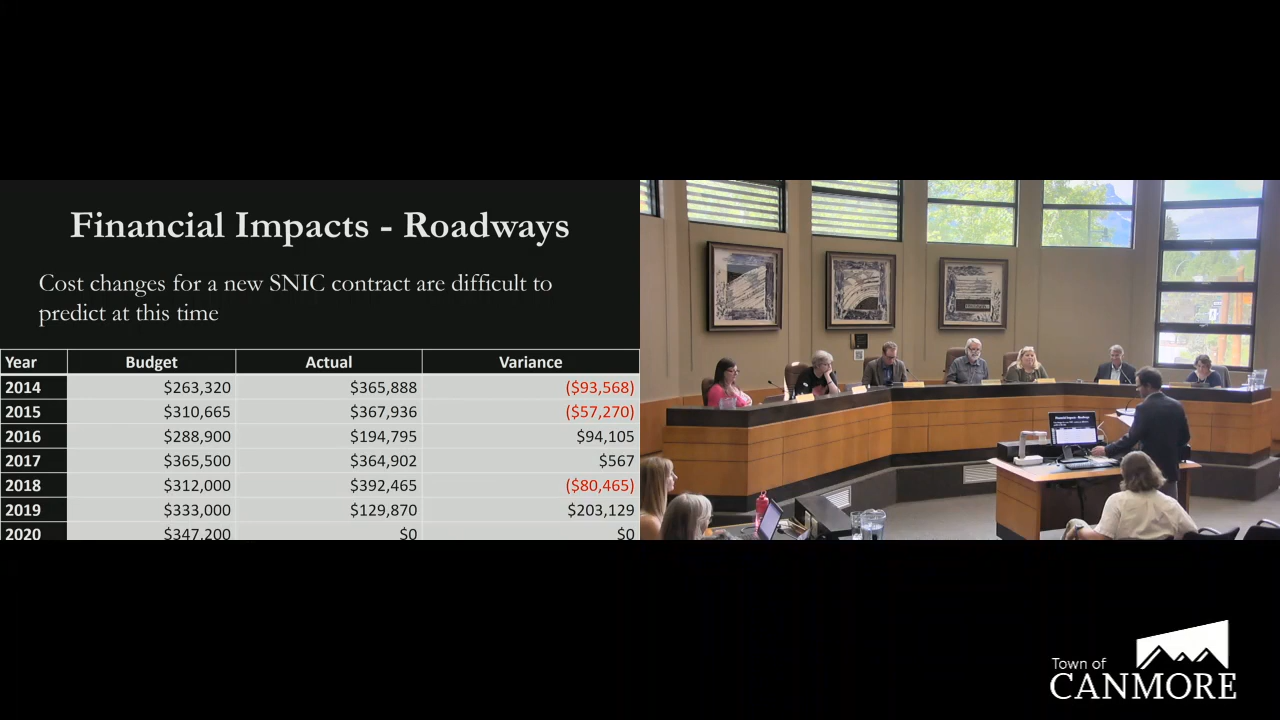 Financial Impacts - Roadways
Cost changes for a new SNIC contract are difficult to
predict at this time
Year Budget Actual Variance
2014 $263,320 $365,888 ($93,568)
2015 $310,665 $367,936 ($57,270)
2016 $288,900 $194,795 $94,105
2017 $365,500 $364,902 $567
2018 $312,000 $392,465 ($80,465)
2019 $333,000 $129,870 $203,129
2020 $347,200 $0 $0
Financial Impacts - Roadways
Town of
CANMORE